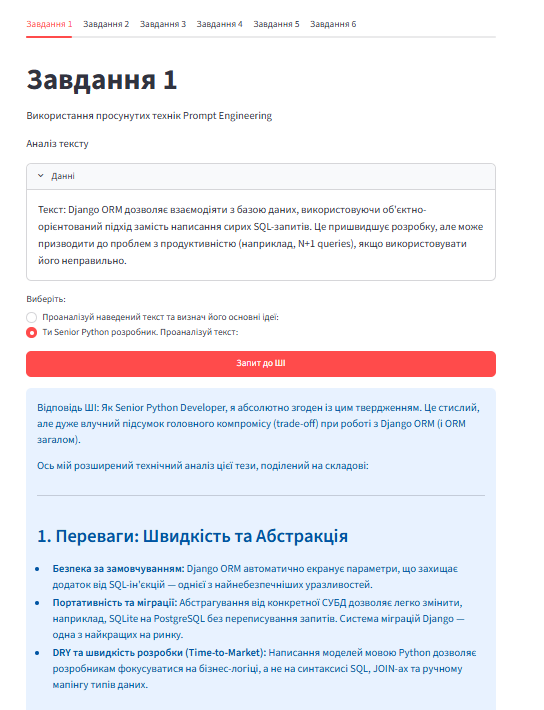 Завдання 1 Завдання 2 Завдання 3 Завдання 4 Завдання 5 Завдання 6
Завдання 1
Використання просунутих технік Prompt Engineering
Аналіз тексту
Данні
Текст: Django ORM дозволяє взаємодіяти з базою даних, використовуючи об'єктно-
орієнтований підхід замість написання сирих SQL-запитів. Це пришвидшує розробку, але може
призводити до проблем з продуктивністю (наприклад, N+1 queries), якщо використовувати
його неправильно.
Виберіть:
Проаналізуй наведений текст та визнач його основні ідеї:
Ти Senior Python розробник. Проаналізуй текст:
Запит до ШІ
Відповідь ШІ: Як Senior Python Developer, я абсолютно згоден із цим твердженням. Це стислий,
але дуже влучний підсумок головного компромісу (trade-off) при роботі з Django ORM (і ORM
загалом).
Ось мій розширений технічний аналіз цієї тези, поділений на складові:
1. Переваги: Швидкість та Абстракція
• Безпека за замовчуванням: Django ORM автоматично екранує параметри, що захищає
додаток від SQL-ін'єкцій — однієї з найнебезпечніших уразливостей.
• Портативність та міграції: Абстрагування від конкретної СУБД дозволяє легко змінити,
наприклад, SQLite на PostgreSQL без переписування запитів. Система міграцій Django —
одна з найкращих на ринку.
• DRY та швидкість розробки (Time-to-Market): Написання моделей мовою Python дозволяє
розробникам фокусуватися на бізнес-логіці, а не на синтаксисі SQL, JOIN-ах та ручному
мапінгу типів даних.